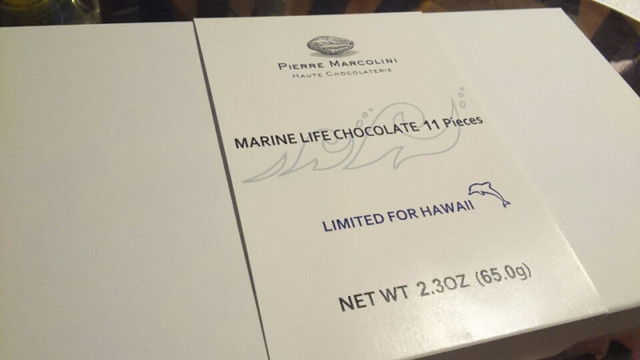 PIERRE MARCOLINI
HAUTE CHOCOLATERIE
MARINE LIFE CHOCOLATE 11 Pieces
LIMITED FOR HAWAII
NET WT 2.3OZ (65.0g)